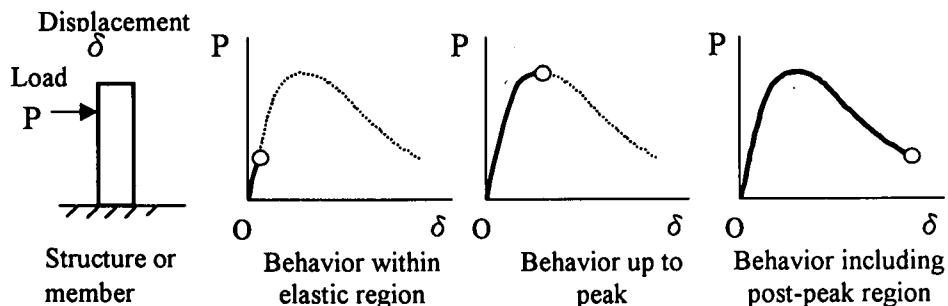 Displacement
δ
Load
P
Structure or
member
P
O
δ
Behavior within
elastic region
P
O
δ
Behavior up to
peak
P
O
δ
Behavior including
post-peak region